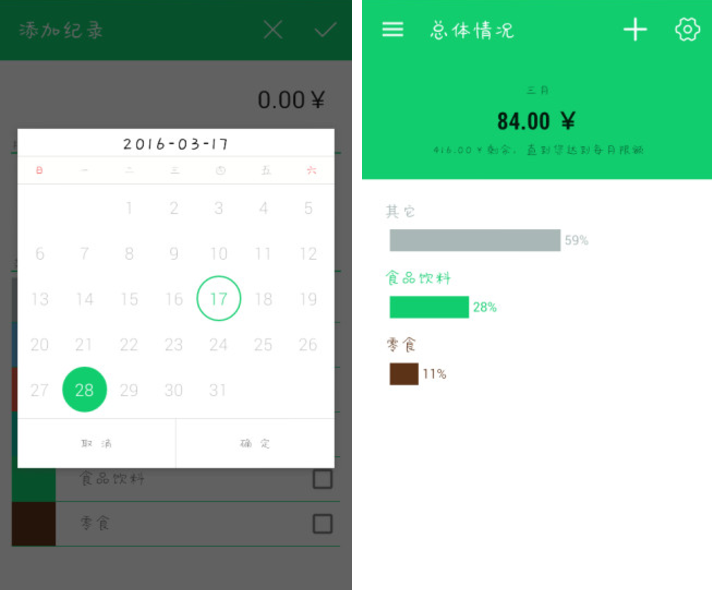 添加纪录
0.00 ¥
2016-03-17
日 一 二 三 四 五 六
1 2 3 4 5
6 7 8 9 10 11 12
13 14 15 16 17 18 19
20 21 22 23 24 25 26
27 28 29 30 31
取消 确定
食品饮料
零食
总体情况
三月
84.00 ¥
416.00 ¥ 剩余，直到您达到每月限额
其它
59%
食品饮料
28%
零食
11%